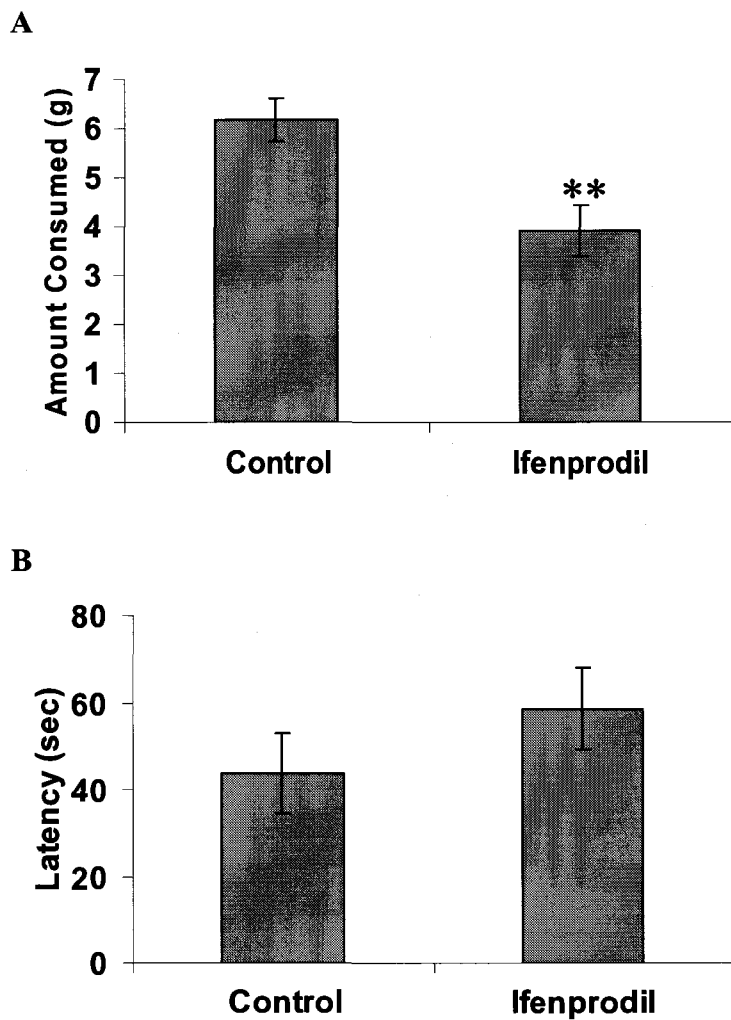 A
Amount Consumed (g)
7
6
5
4
3
2
1
0
**
Control Ifenprodil
B
Latency (sec)
80
60
40
20
0
Control Ifenprodil